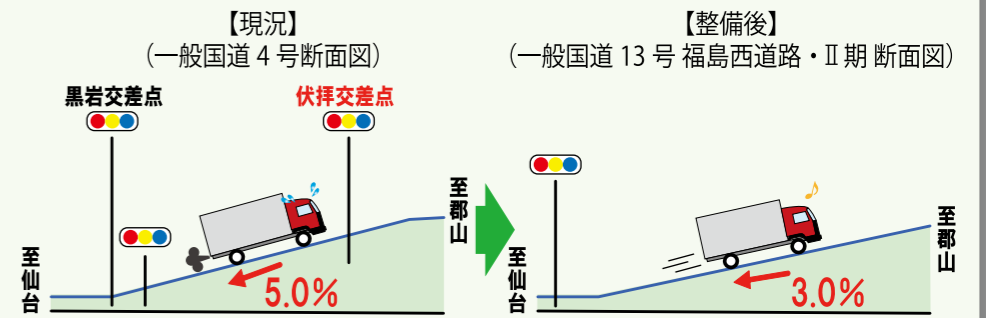 【現況】
（一般国道4号断面図）
黒岩交差点
伏拝交差点
至仙台
至郡山
5.0%
【整備後】
（一般国道13号 福島西道路・Ⅱ期 断面図）
至仙台
至郡山
3.0%